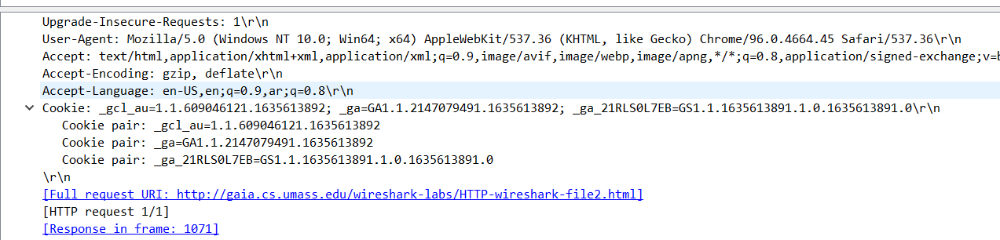 Upgrade-Insecure-Requests: 1\r\n
User-Agent: Mozilla/5.0 (Windows NT 10.0; Win64; x64) AppleWebKit/537.36 (KHTML, like Gecko) Chrome/96.0.4664.45 Safari/537.36\r\n
Accept: text/html,application/xhtml+xml,application/xml;q=0.9,image/avif,image/webp,image/apng,*/*;q=0.8,application/signed-exchange;v=b
Accept-Encoding: gzip, deflate\r\n
Accept-Language: en-US,en;q=0.9,ar;q=0.8\r\n
Cookie: _gcl_au=1.1.609046121.1635613892; _ga=GA1.1.2147079491.1635613892; _ga_21RLS0L7EB=GS1.1.1635613891.1.0.1635613891.0\r\n
Cookie pair: _gcl_au=1.1.609046121.1635613892
Cookie pair: _ga=GA1.1.2147079491.1635613892
Cookie pair: _ga_21RLS0L7EB=GS1.1.1635613891.1.0.1635613891.0
\r\n
[Full request URI: http://gaia.cs.umass.edu/wireshark-labs/HTTP-wireshark-file2.html]
[HTTP request 1/1]
[Response in frame: 1071]